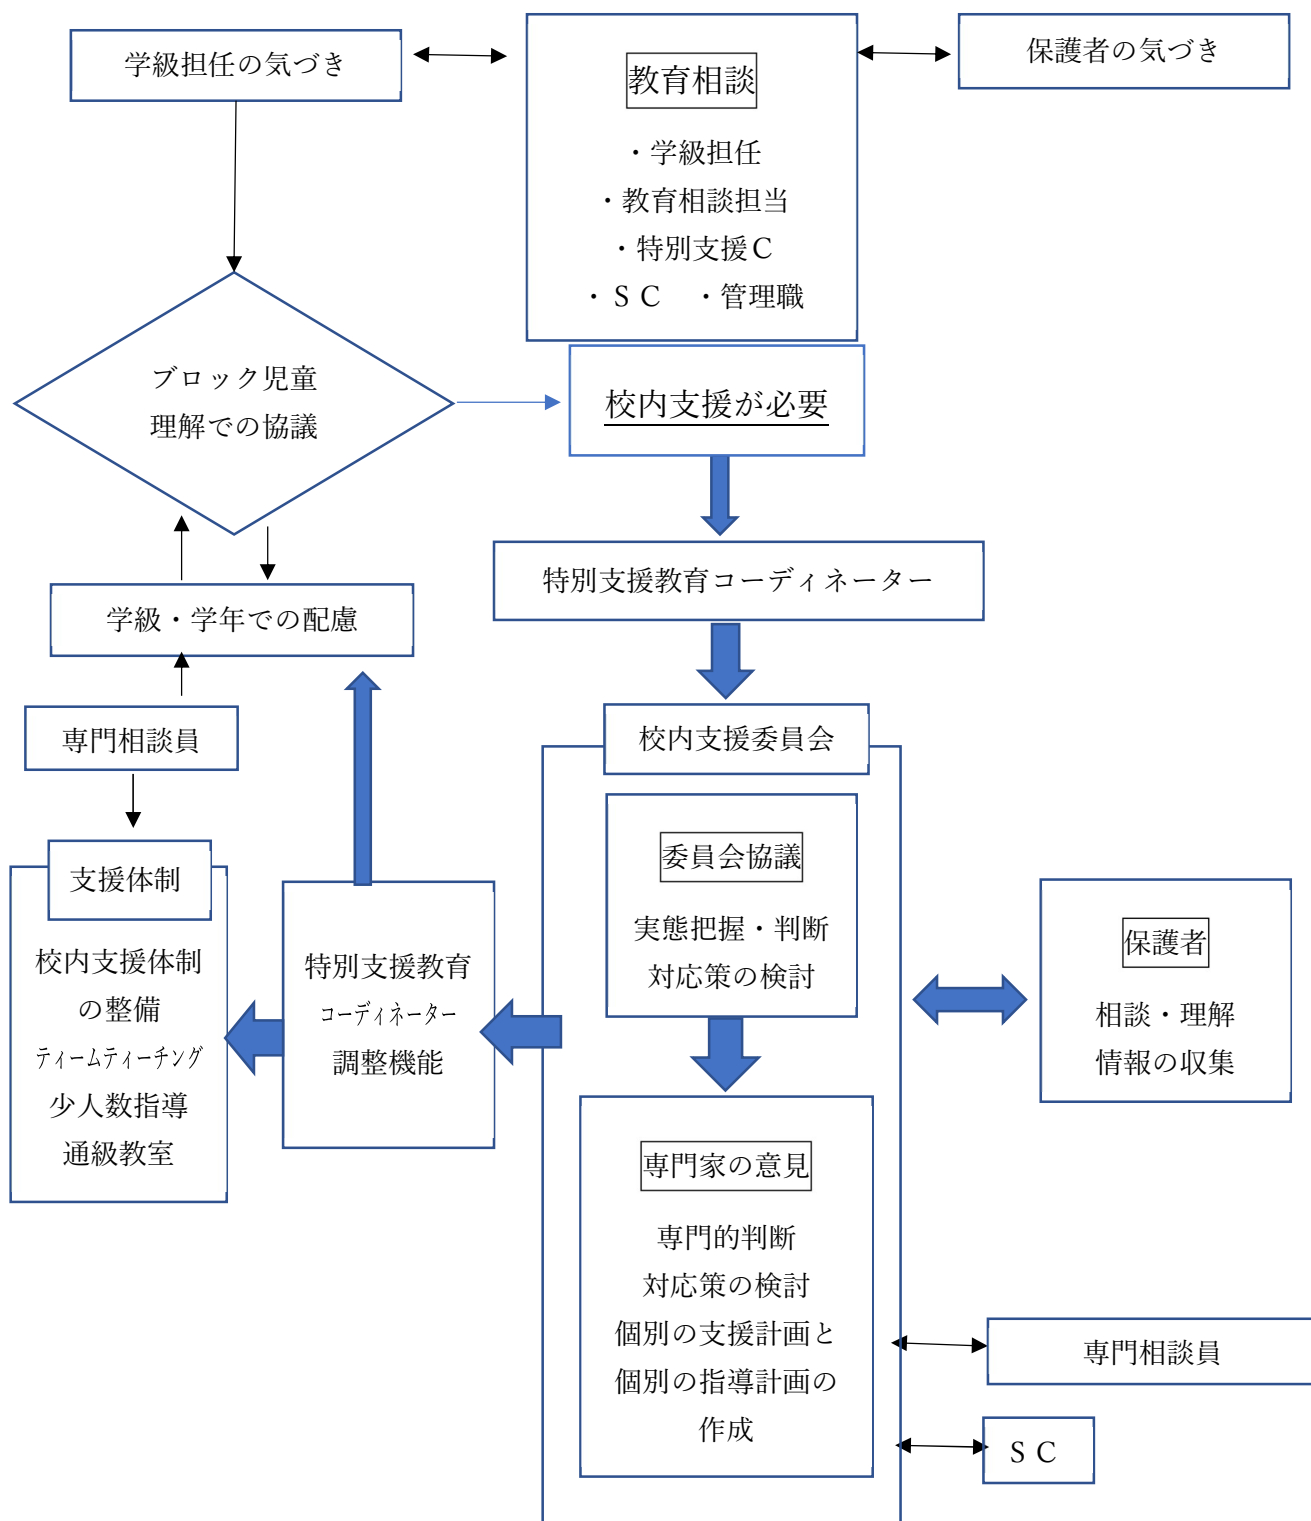 学級担任の気づき
教育相談
・学級担任
・教育相談担当
・特別支援C
・ＳＣ　・管理職
保護者の気づき
ブロック児童
理解での協議
校内支援が必要
特別支援教育コーディネーター
学級・学年での配慮
専門相談員
校内支援委員会
委員会協議
実態把握・判断
対応策の検討
支援体制
校内支援体制
の整備
ティームティーチング
少人数指導
通級教室
特別支援教育
コーディネーター
調整機能
保護者
相談・理解
情報の収集
専門家の意見
専門的判断
対応策の検討
個別の支援計画と
個別の指導計画の
作成
専門相談員
ＳＣ